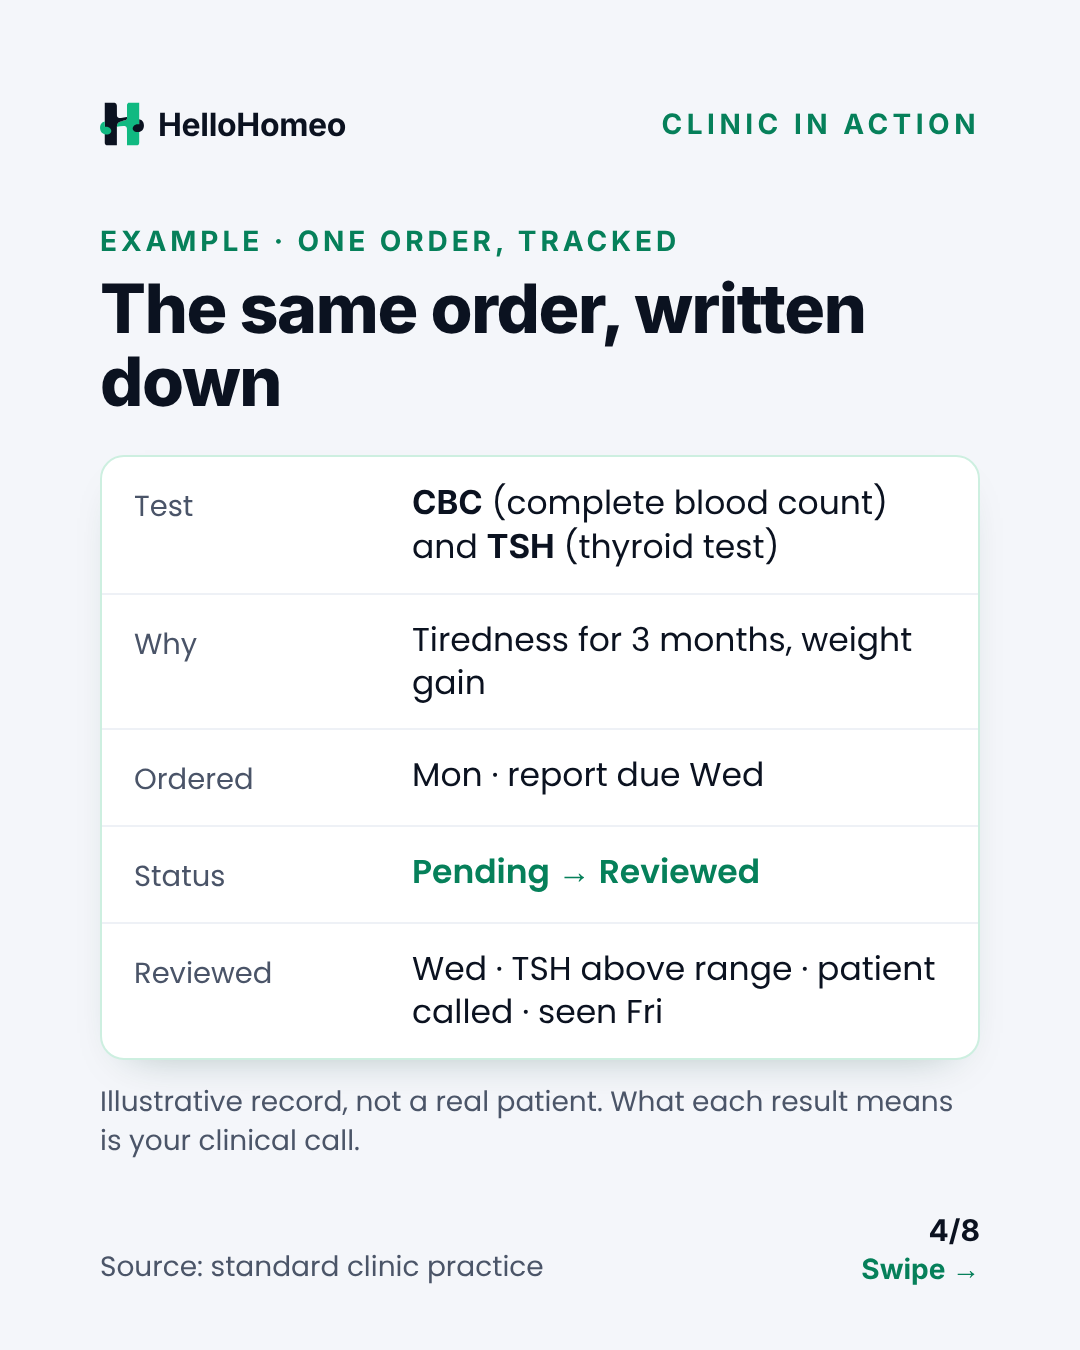 HelloHomeo
CLINIC IN ACTION
EXAMPLE · ONE ORDER, TRACKED
The same order, written
down
Test
CBC (complete blood count)
and TSH (thyroid test)
Why
Tiredness for 3 months, weight
gain
Ordered
Mon · report due Wed
Status
Pending → Reviewed
Reviewed
Wed · TSH above range · patient
called · seen Fri
Illustrative record, not a real patient. What each result means
is your clinical call.
Source: standard clinic practice
4/8
Swipe →